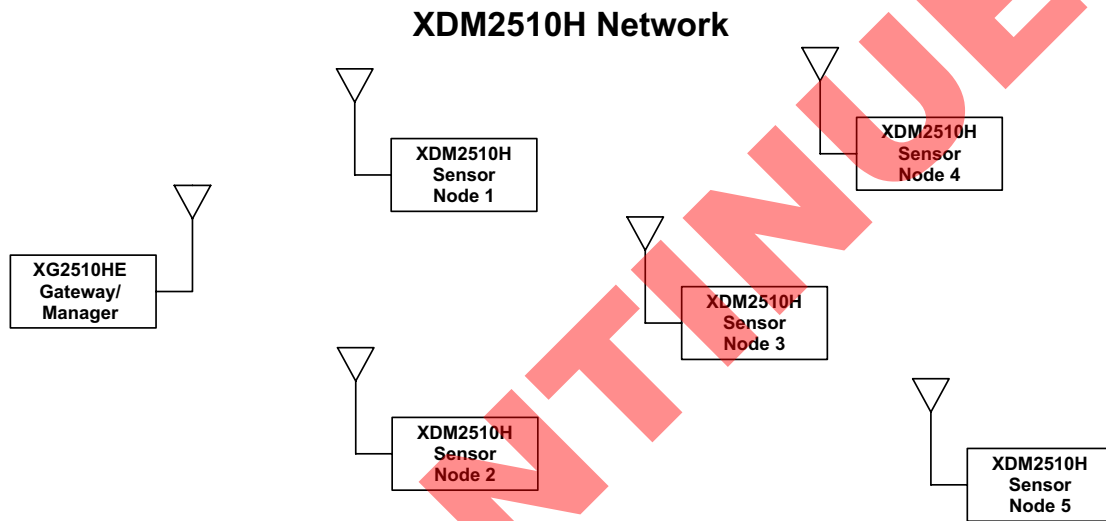 XDM2510H Network
XDM2510H
Sensor
Node 1
XDM2510H
Sensor
Node 4
XG2510HE
Gateway/
Manager
XDM2510H
Sensor
Node 3
XDM2510H
Sensor
Node 2
XDM2510H
Sensor
Node 5
NTINUE